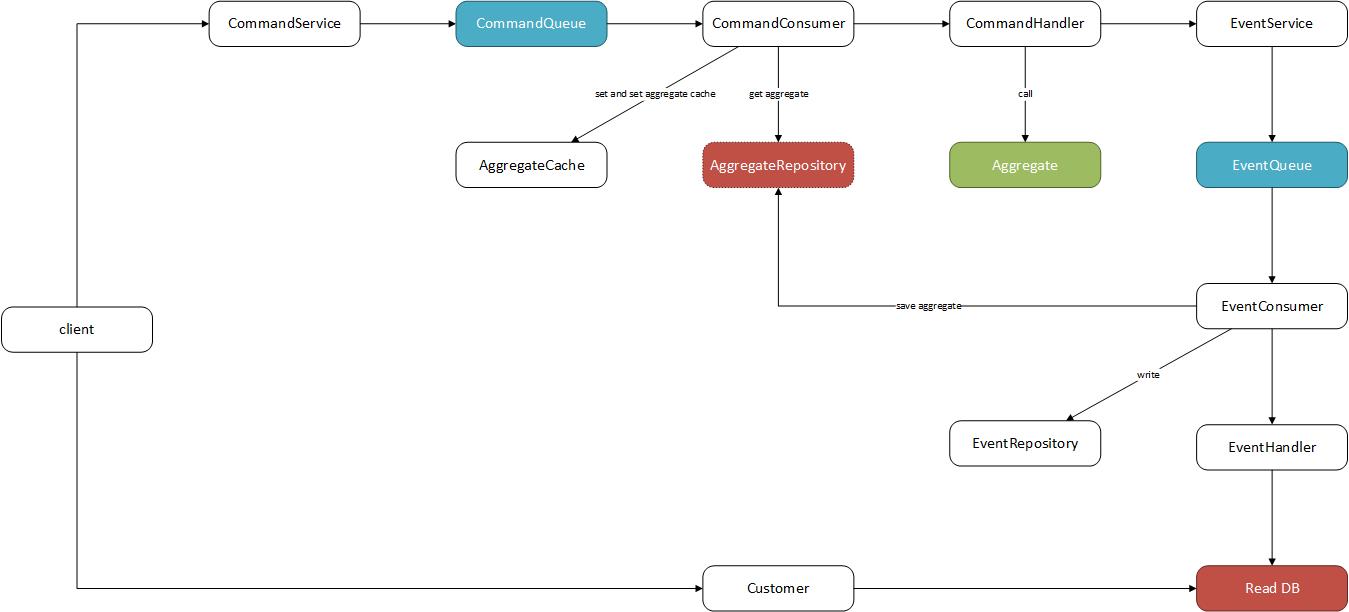 CommandService
CommandQueue
CommandConsumer
CommandHandler
EventService
set and set aggregate cache
get aggregate
call
AggregateCache
AggregateRepository
Aggregate
EventQueue
save aggregate
EventConsumer
client
write
EventRepository
EventHandler
Customer
Read DB